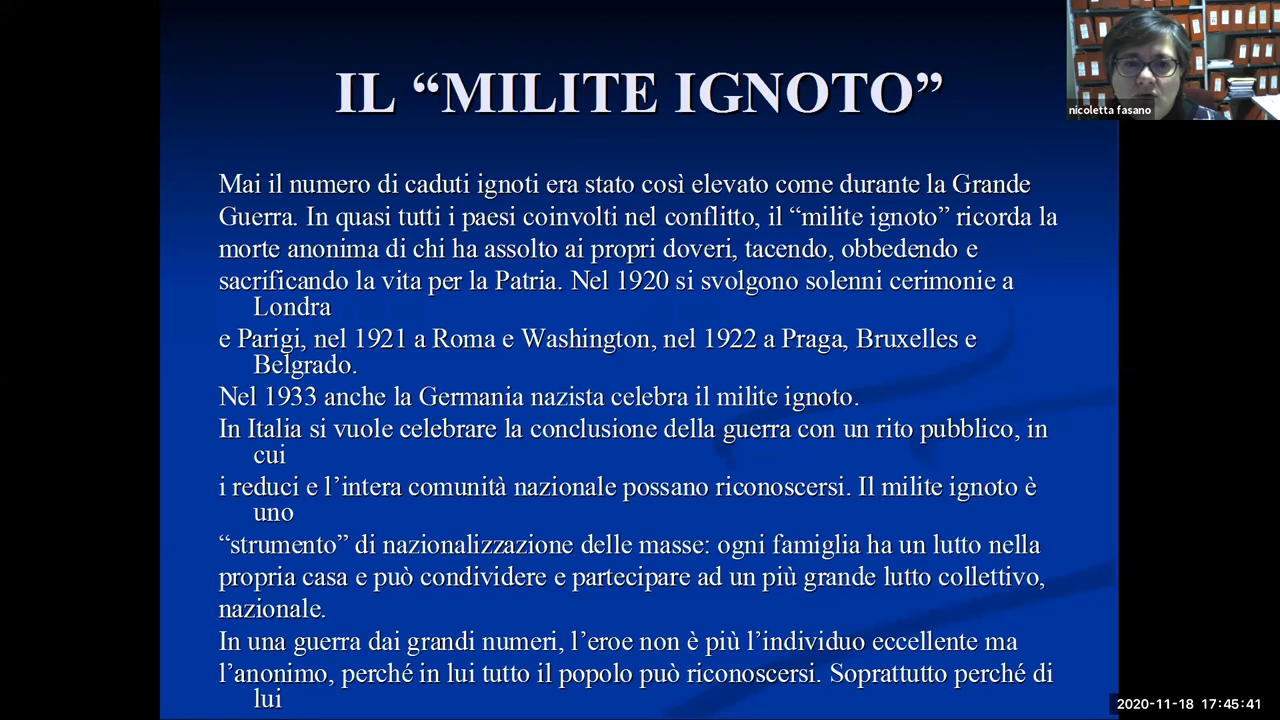 IL “MILITE IGNOTO”
nicoletta fasano
Mai il numero di caduti ignoti era stato così elevato come durante la Grande
Guerra. In quasi tutti i paesi coinvolti nel conflitto, il “milite ignoto” ricorda la
morte anonima di chi ha assolto ai propri doveri, tacendo, obbedendo e
sacrificando la vita per la Patria. Nel 1920 si svolgono solenni cerimonie a
Londra
e Parigi, nel 1921 a Roma e Washington, nel 1922 a Praga, Bruxelles e
Belgrado.
Nel 1933 anche la Germania nazista celebra il milite ignoto.
In Italia si vuole celebrare la conclusione della guerra con un rito pubblico, in
cui
i reduci e l’intera comunità nazionale possano riconoscersi. Il milite ignoto è
uno
“strumento” di nazionalizzazione delle masse: ogni famiglia ha un lutto nella
propria casa e può condividere e partecipare ad un più grande lutto collettivo,
nazionale.
In una guerra dai grandi numeri, l’eroe non è più l’individuo eccellente ma
l’anonimo, perché in lui tutto il popolo può riconoscersi. Soprattutto perché di
lui
2020-11-18 17:45:41